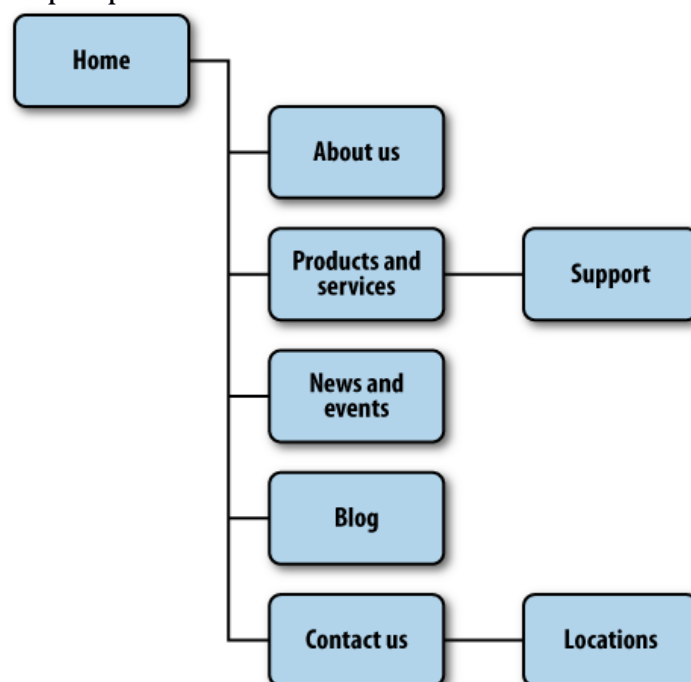 Home
About us
Products and
services
Support
News and
events
Blog
Contact us
Locations